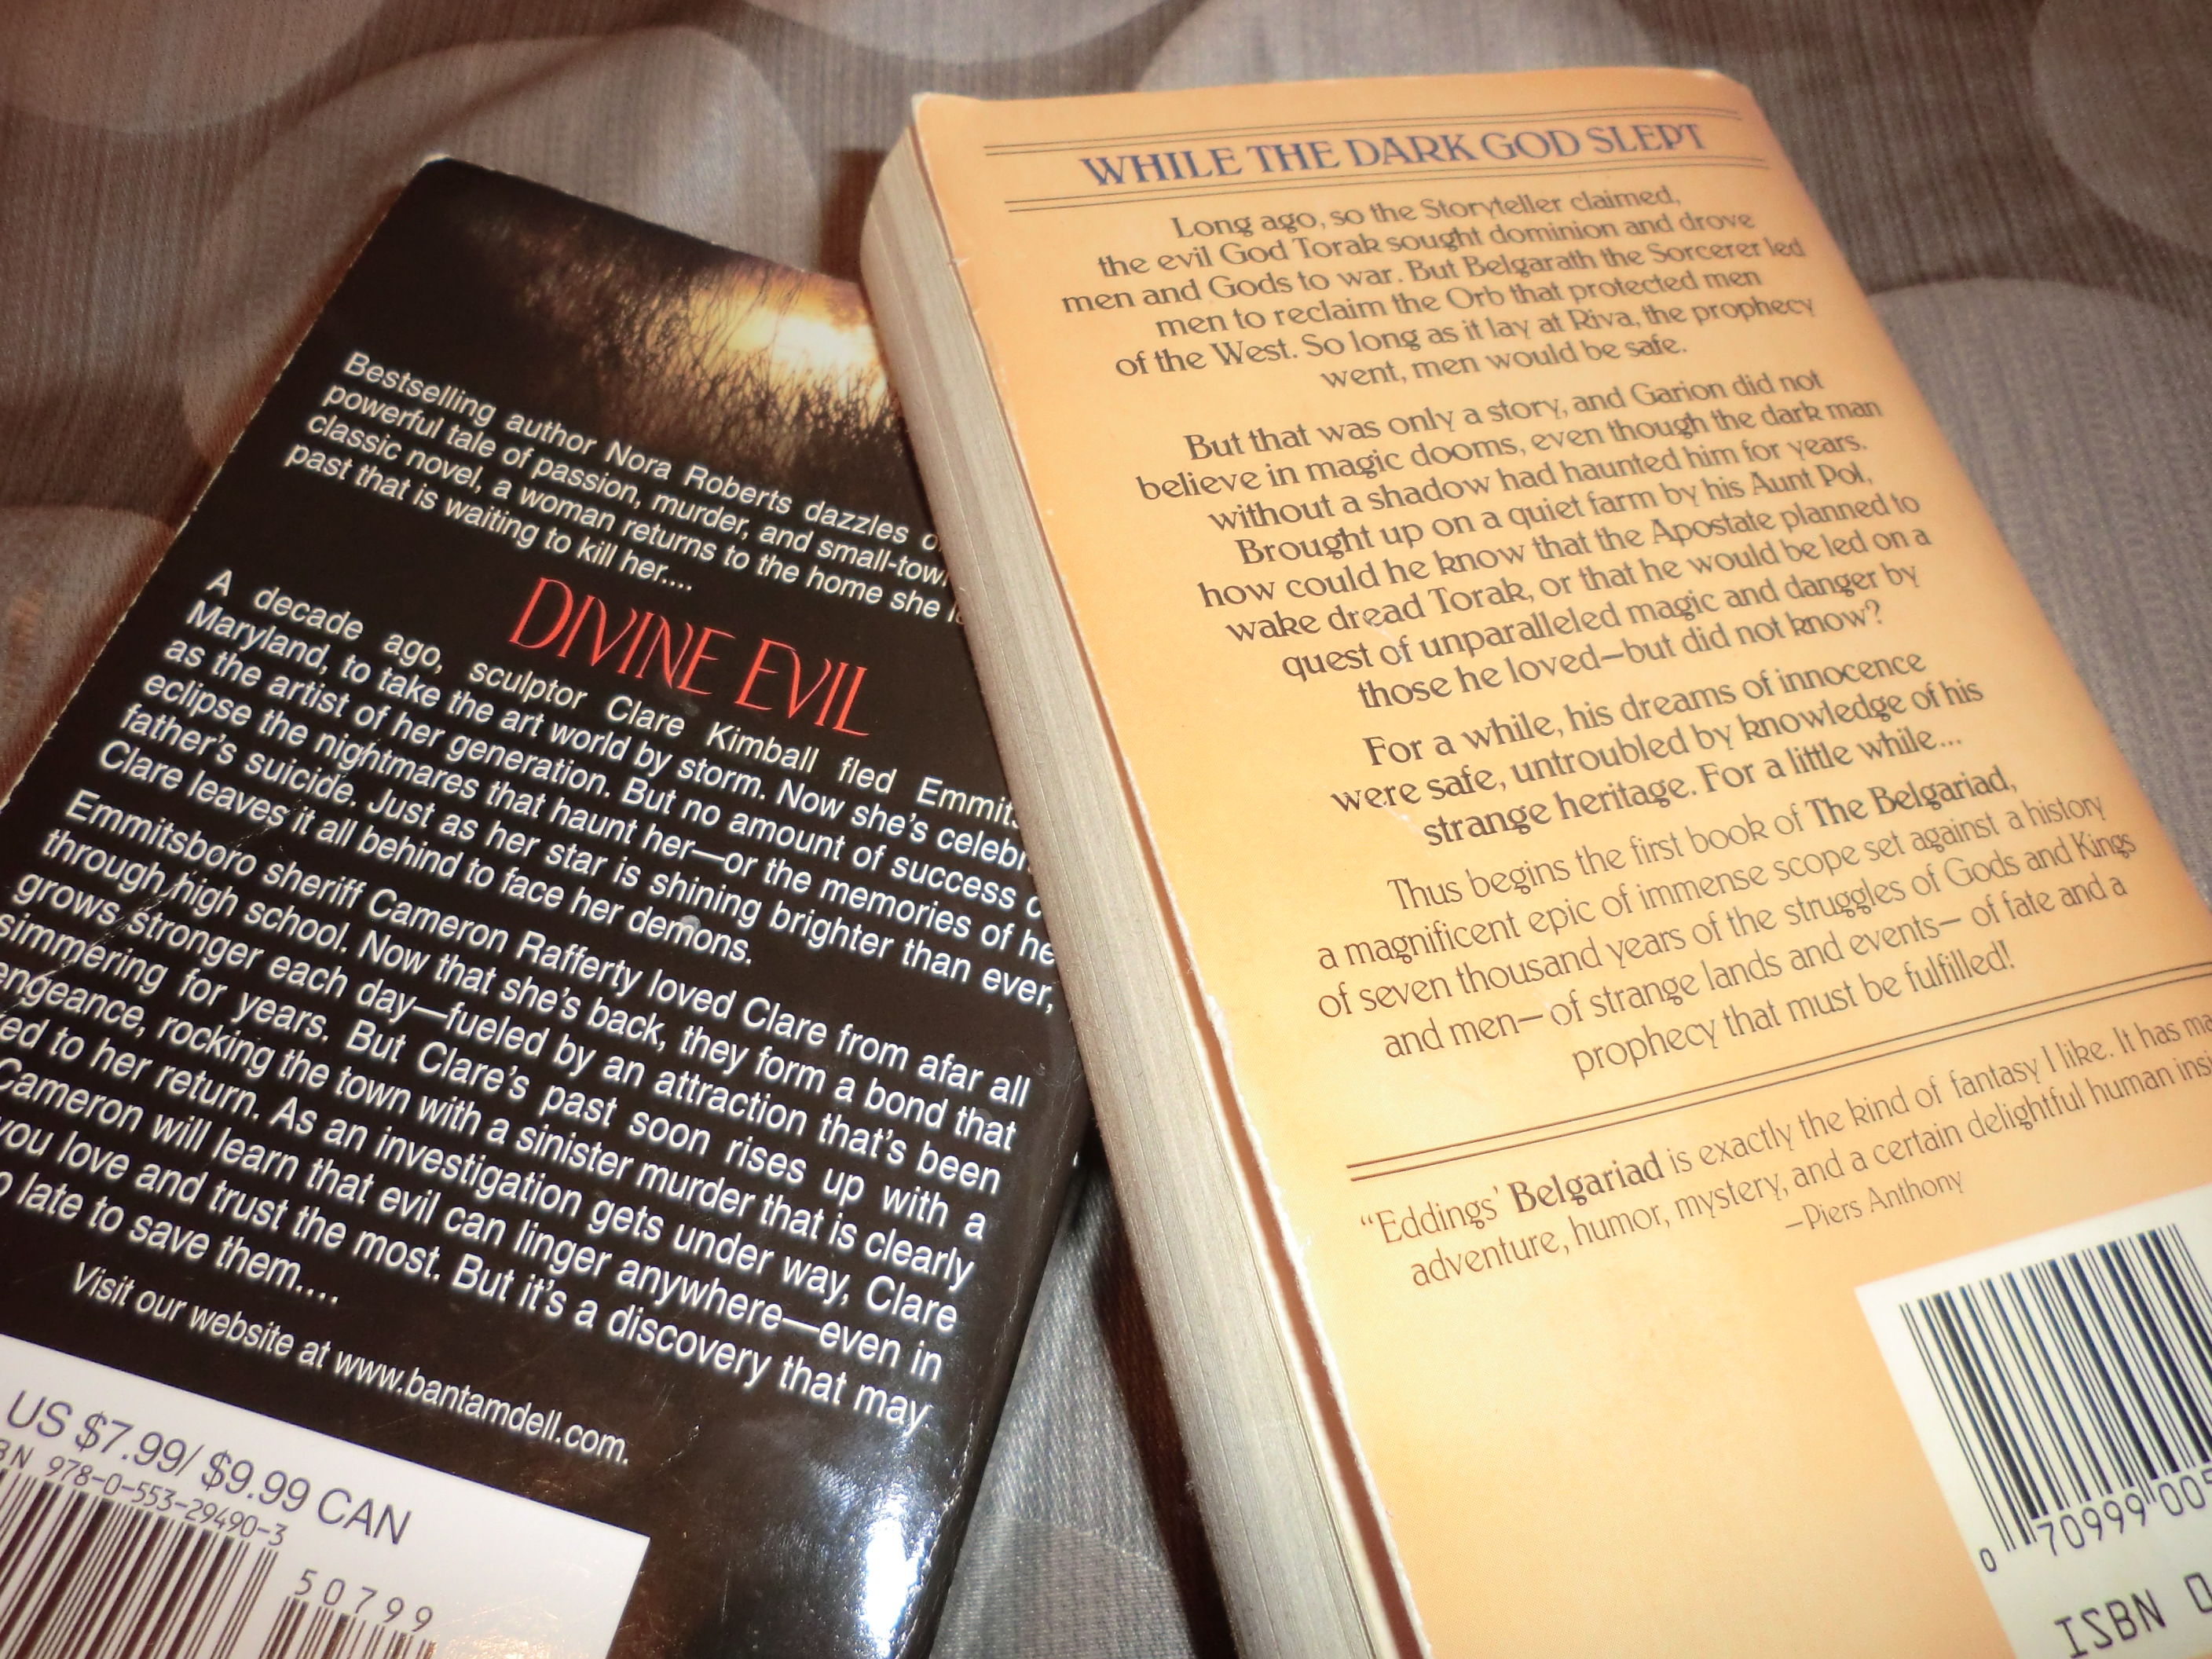 Bestselling author Nora Roberts dazzles
powerful tale of passion, murder, and small-tow
classic novel, a woman returns to the home she
past that is waiting to kill her....
DIVINE EVIL
A decade ago, sculptor Clare Kimball fled Emmits
Maryland, to take the art world by storm. Now she's celebr
as the artist of her generation. But no amount of success
eclipse the nightmares that haunt her—or the memories of he
father's suicide. Just as her star is shining brighter than ever,
Clare leaves it all behind to face her demons.
Emmitsboro sheriff Cameron Rafferty loved Clare from afar all
through high school. Now that she's back, they form a bond that
grows stronger each day—fueled by an attraction that's been
simmering for years. But Clare's past soon rises up with a
engeance, rocking the town with a sinister murder that is clearly
ed to her return. As an investigation gets under way, Clare
Cameron will learn that evil can linger anywhere—even in
you love and trust the most. But it's a discovery that may
o late to save them....
Visit our website at www.bantamdell.com.
US $7.99/ $9.99 CAN
BN 978-0-553-29490-3
50799
WHILE THE DARK GOD SLEPT
Long ago, so the Storyteller claimed,
the evil God Torak sought dominion and drove
men and Gods to war. But Belgarath the Sorcerer led
men to reclaim the Orb that protected men
of the West. So long as it lay at Riva, the prophecy
went, men would be safe.
But that was only a story, and Garion did not
believe in magic dooms, even though the dark man
without a shadow had haunted him for years.
Brought up on a quiet farm by his Aunt Pol,
how could he know that the Apostate planned to
wake dread Torak, or that he would be led on a
quest of unparalleled magic and danger by
those he loved—but did not know?
For a while, his dreams of innocence
were safe, untroubled by knowledge of his
strange heritage. For a little while...
Thus begins the first book of The Belgariad,
a magnificent epic of immense scope set against a history
of seven thousand years of the struggles of Gods and Kings
and men—of strange lands and events—of fate and a
prophecy that must be fulfilled!
"Eddings' Belgariad is exactly the kind of fantasy I like. It has ma
adventure, humor, mystery, and a certain delightful human insi
—Piers Anthony
0 70999 005
ISBN 0